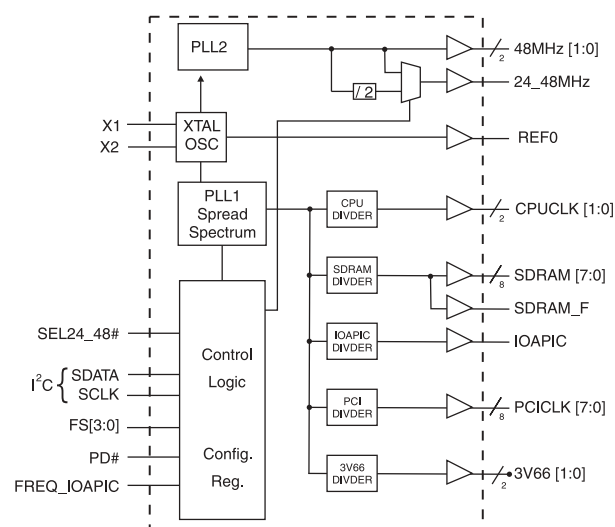 PLL2
48MHz [1:0]
2
/ 2
24_48MHz
X1
X2
XTAL
OSC
REF0
PLL1
Spread
Spectrum
CPU
DIVDER
CPUCLK [1:0]
2
SDRAM
DIVDER
SDRAM [7:0]
8
SDRAM_F
SEL24_48#
IOAPIC
DIVDER
IOAPIC
Control
Logic
I²C { SDATA
SCLK
FS[3:0]
PCI
DIVDER
PCICLK [7:0]
8
PD#
Config.
Reg.
FREQ_IOAPIC
3V66
DIVDER
3V66 [1:0]
2